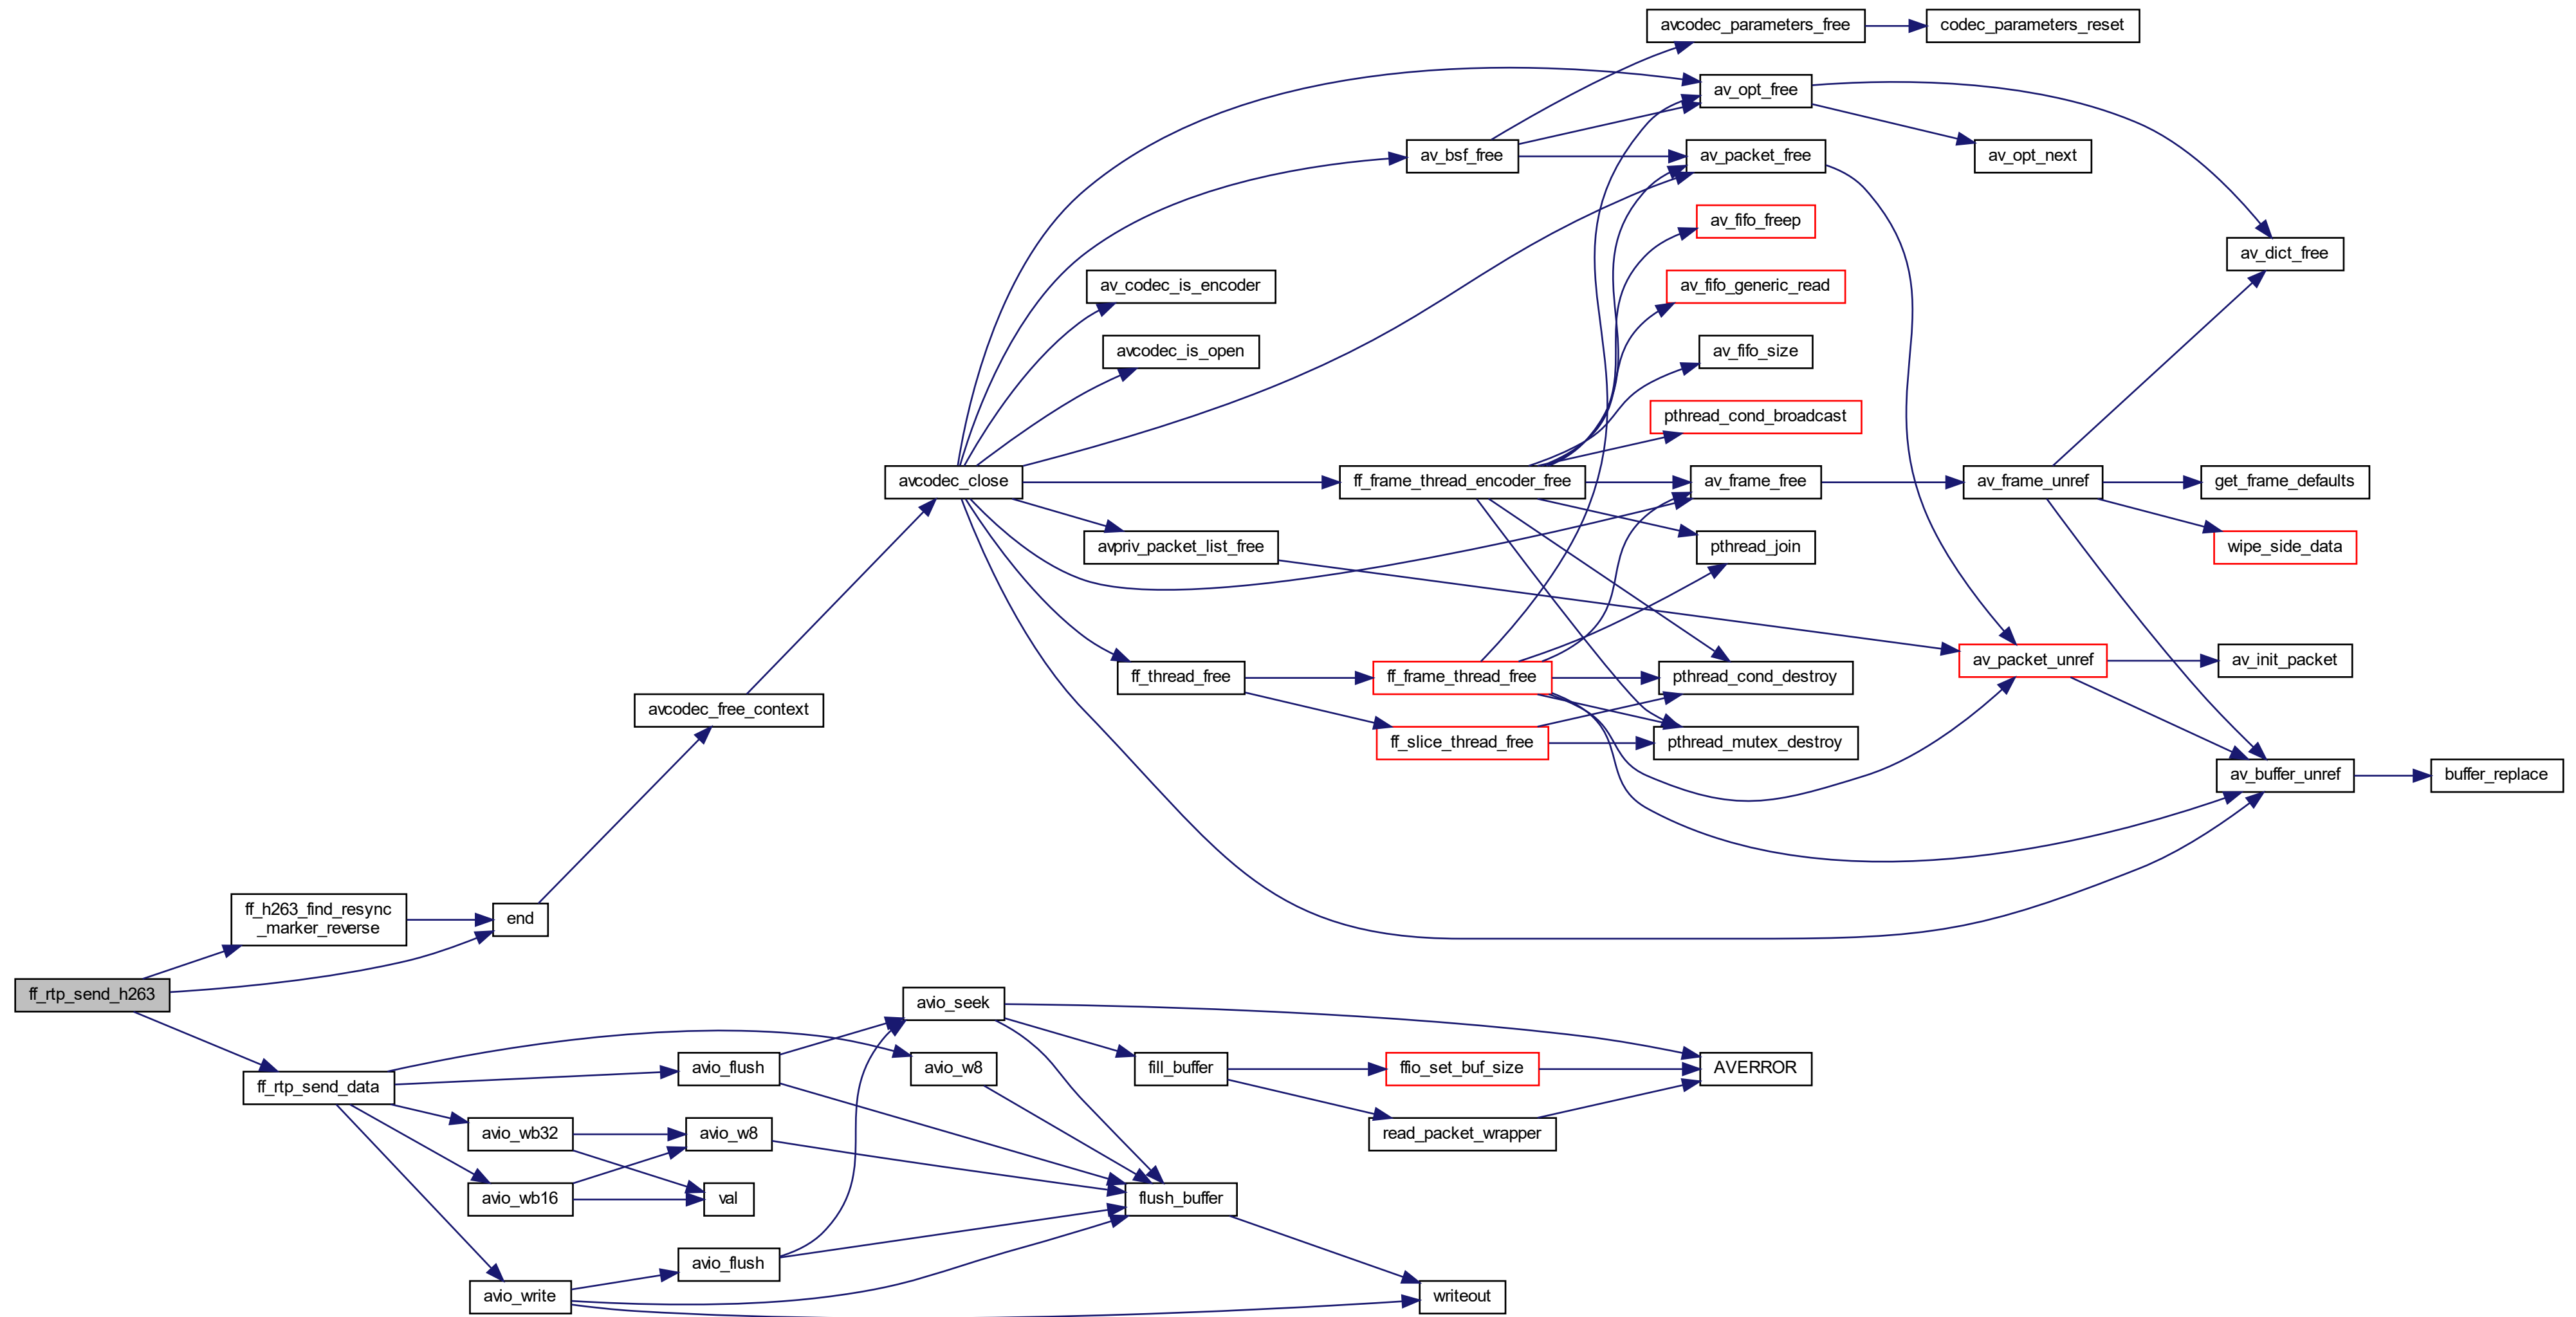 avcodec_parameters_free
codec_parameters_reset
av_opt_free
av_bsf_free
av_packet_free
av_opt_next
av_fifo_freep
av_dict_free
av_codec_is_encoder
av_fifo_generic_read
avcodec_is_open
av_fifo_size
pthread_cond_broadcast
avcodec_close
ff_frame_thread_encoder_free
av_frame_free
av_frame_unref
get_frame_defaults
avpriv_packet_list_free
pthread_join
wipe_side_data
ff_thread_free
ff_frame_thread_free
pthread_cond_destroy
av_packet_unref
av_init_packet
avcodec_free_context
ff_slice_thread_free
pthread_mutex_destroy
av_buffer_unref
buffer_replace
ff_h263_find_resync
_marker_reverse
end
ff_rtp_send_h263
avio_seek
ff_rtp_send_data
avio_flush
avio_w8
fill_buffer
ffio_set_buf_size
AVERROR
avio_wb32
avio_w8
read_packet_wrapper
avio_wb16
val
flush_buffer
avio_flush
avio_write
writeout